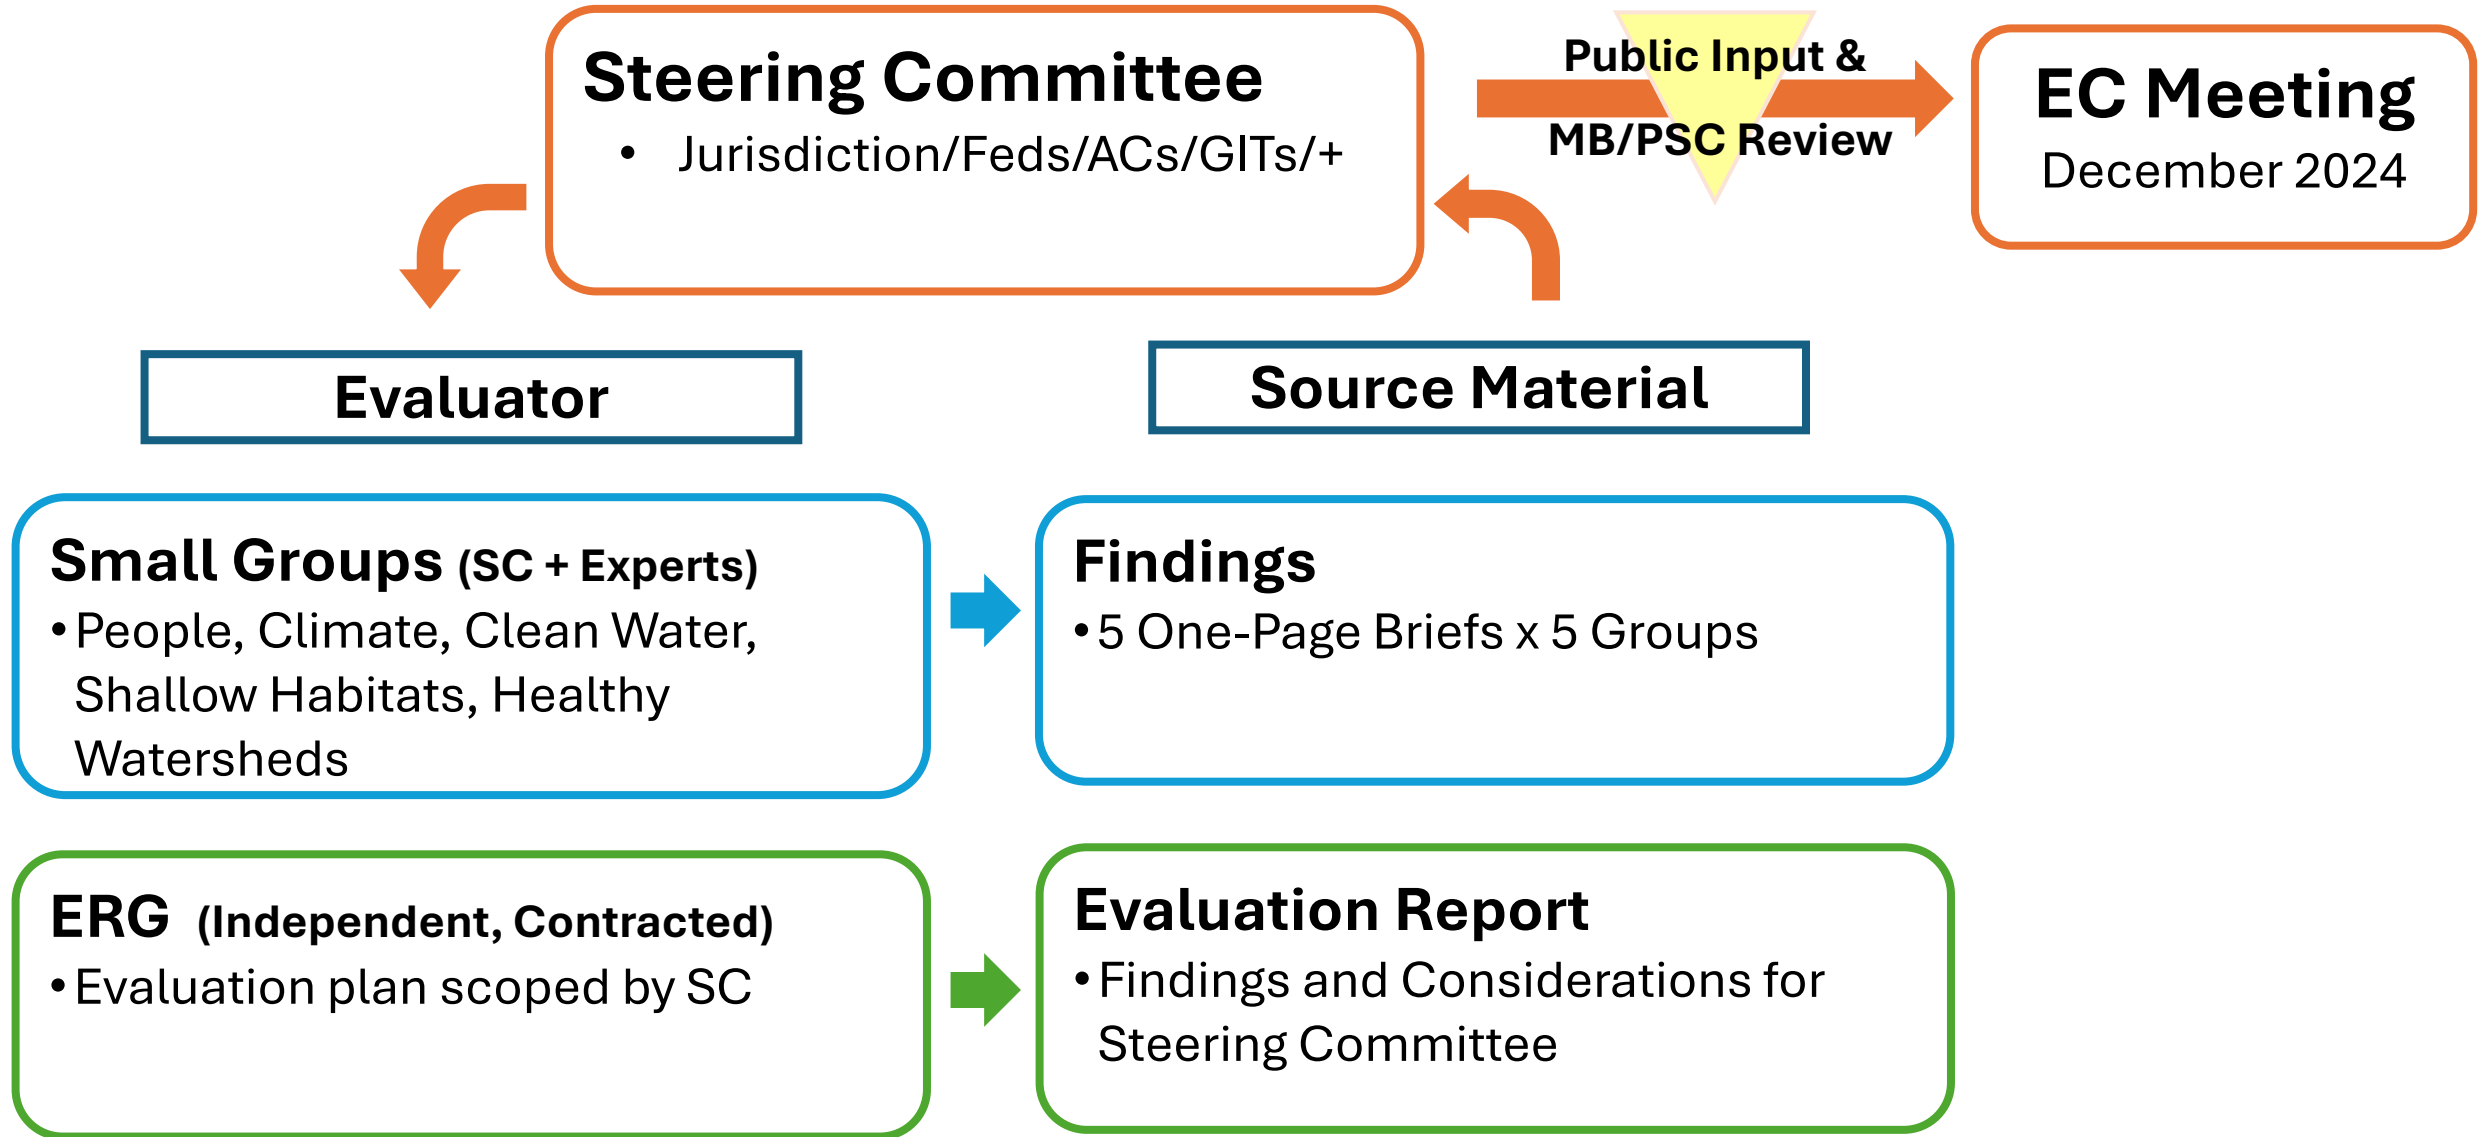 Steering Committee
• Jurisdiction/Feds/ACs/GITs/+
Public Input &
MB/PSC Review
EC Meeting
December 2024
Evaluator
Source Material
Small Groups (SC + Experts)
• People, Climate, Clean Water,
Shallow Habitats, Healthy
Watersheds
Findings
• 5 One-Page Briefs x 5 Groups
ERG (Independent, Contracted)
• Evaluation plan scoped by SC
Evaluation Report
• Findings and Considerations for
Steering Committee